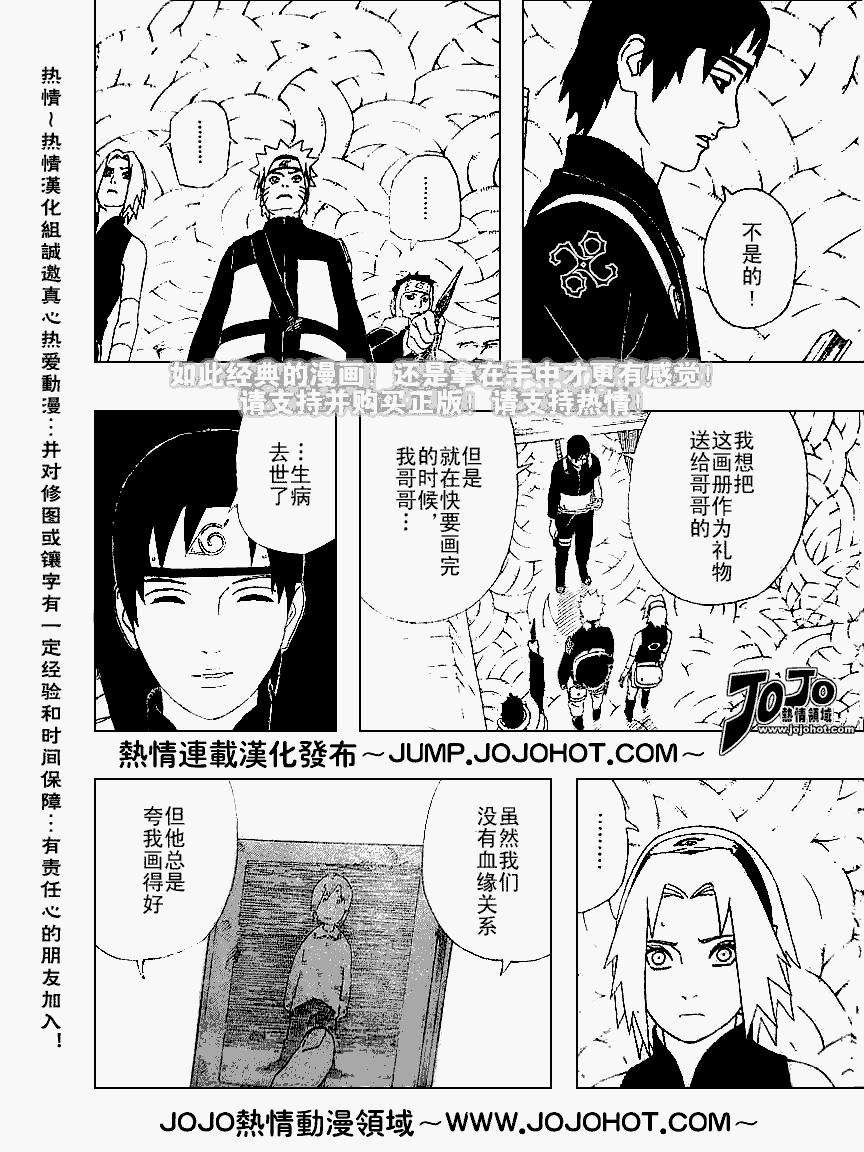 不是的！
………
………
如此经典的漫画！还是拿在手中才更有感觉！
请支持并购买正版！请支持热情！
我想把
这画册作为礼物
送给哥哥的
但是
就在快要画完
的时候，
我哥哥…
…生病
去世了
JOJO
熱情領域
www.jojohot.com
熱情連載漢化發布～JUMP.JOJOHOT.COM～
………
虽然我们
没有血缘关系
但他总是
夸我画得好
JOJO熱情動漫領域～WWW.JOJOHOT.COM～
热情～热情漢化組誠邀真心热爱動漫…并对修图或镶字有一定经验和时间保障…有责任心的朋友加入！